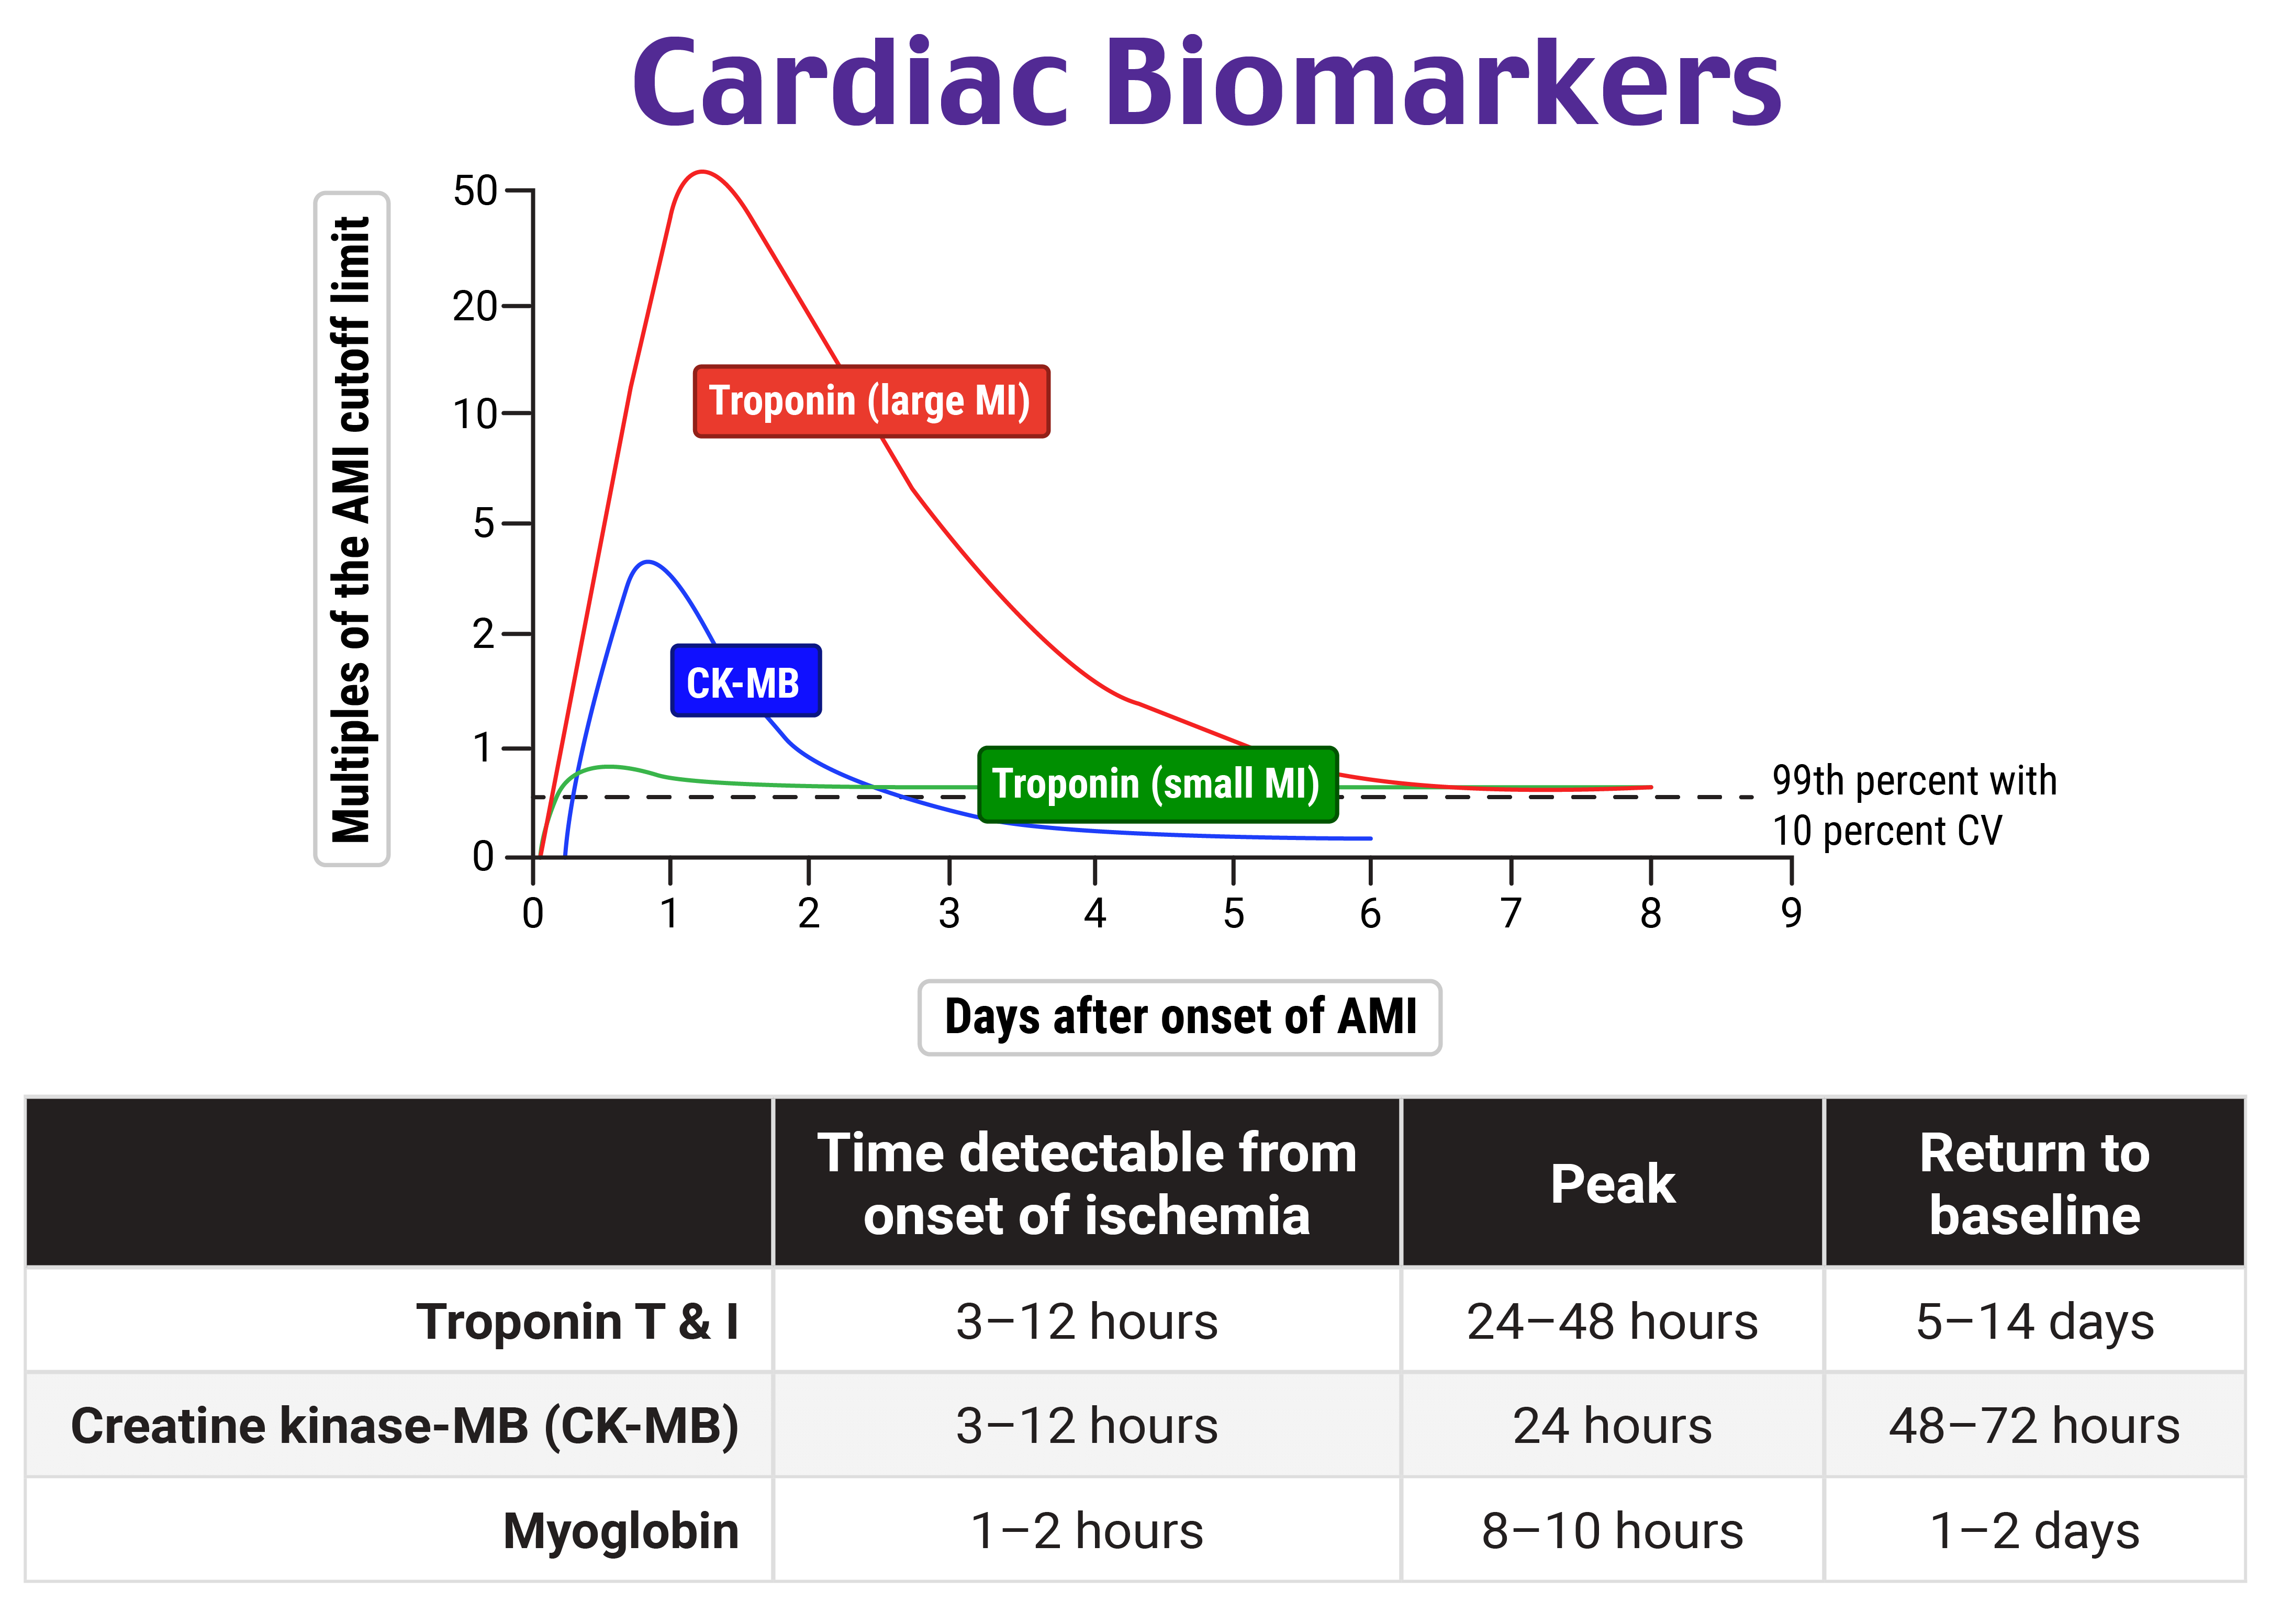 Cardiac Biomarkers
Multiples of the AMI cutoff limit
50
20
10
5
2
1
0
Troponin (large MI)
CK-MB
Troponin (small MI)
99th percent with
10 percent CV
0 1 2 3 4 5 6 7 8 9
Days after onset of AMI
Time detectable from
onset of ischemia
Peak
Return to
baseline
Troponin T & I 3–12 hours 24–48 hours 5–14 days
Creatine kinase-MB (CK-MB) 3–12 hours 24 hours 48–72 hours
Myoglobin 1–2 hours 8–10 hours 1–2 days